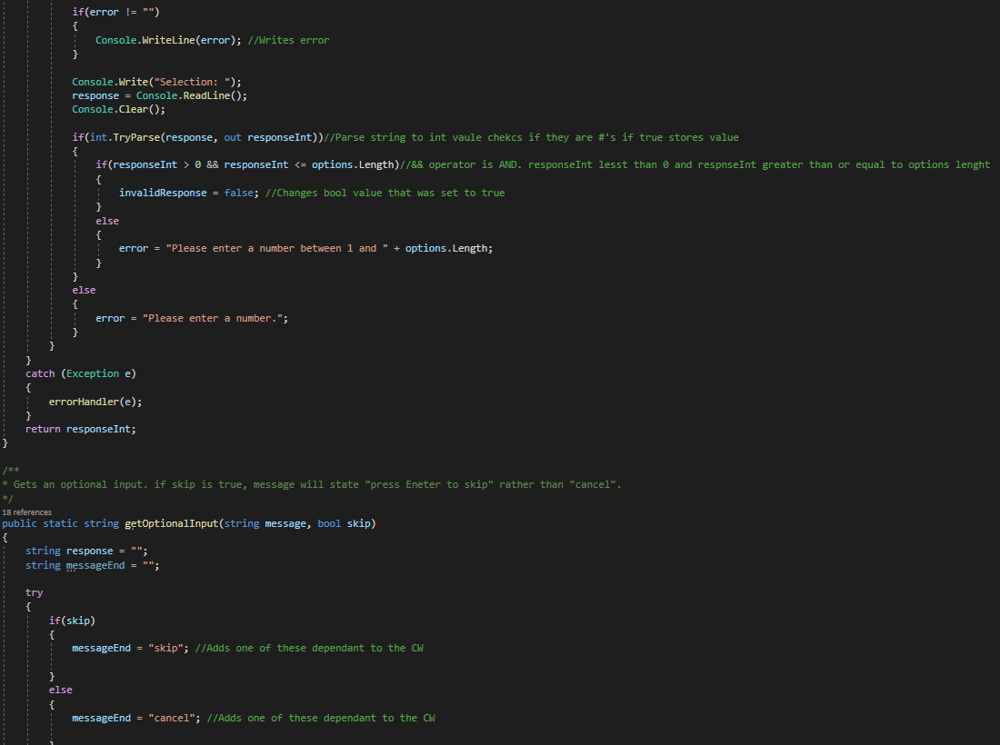 if(error != "")
{
Console.WriteLine(error); //Writes error
}
Console.Write("Selection: ");
response = Console.ReadLine();
Console.Clear();
if(int.TryParse(response, out responseInt))//Parse string to int vaule chekcs if they are #'s if true stores value
{
if(responseInt > 0 && responseInt <= options.Length)//&& operator is AND. responseInt lesst than 0 and respnseInt greater than or equal to options lenght
{
invalidResponse = false; //Changes bool value that was set to true
}
else
{
error = "Please enter a number between 1 and " + options.Length;
}
}
else
{
error = "Please enter a number.";
}
}
}
catch (Exception e)
{
errorHandler(e);
}
return responseInt;
}
/**
* Gets an optional input. if skip is true, message will state "press Eneter to skip" rather than "cancel".
*/
18 references
public static string getOptionalInput(string message, bool skip)
{
string response = "";
string messageEnd = "";
try
{
if(skip)
{
messageEnd = "skip"; //Adds one of these dependant to the CW
}
else
{
messageEnd = "cancel"; //Adds one of these dependant to the CW
}